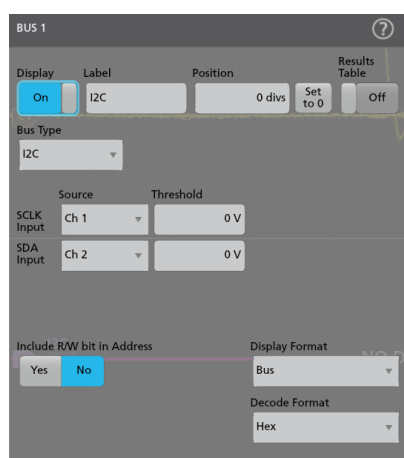 BUS 1
?
Display Label Position Results Table
On I2C 0 divs Set to 0 Off
Bus Type
I2C
Source Threshold
SCLK Input Ch 1 0 V
SDA Input Ch 2 0 V
Include R/W bit in Address Display Format
Yes No Bus
Decode Format
Hex